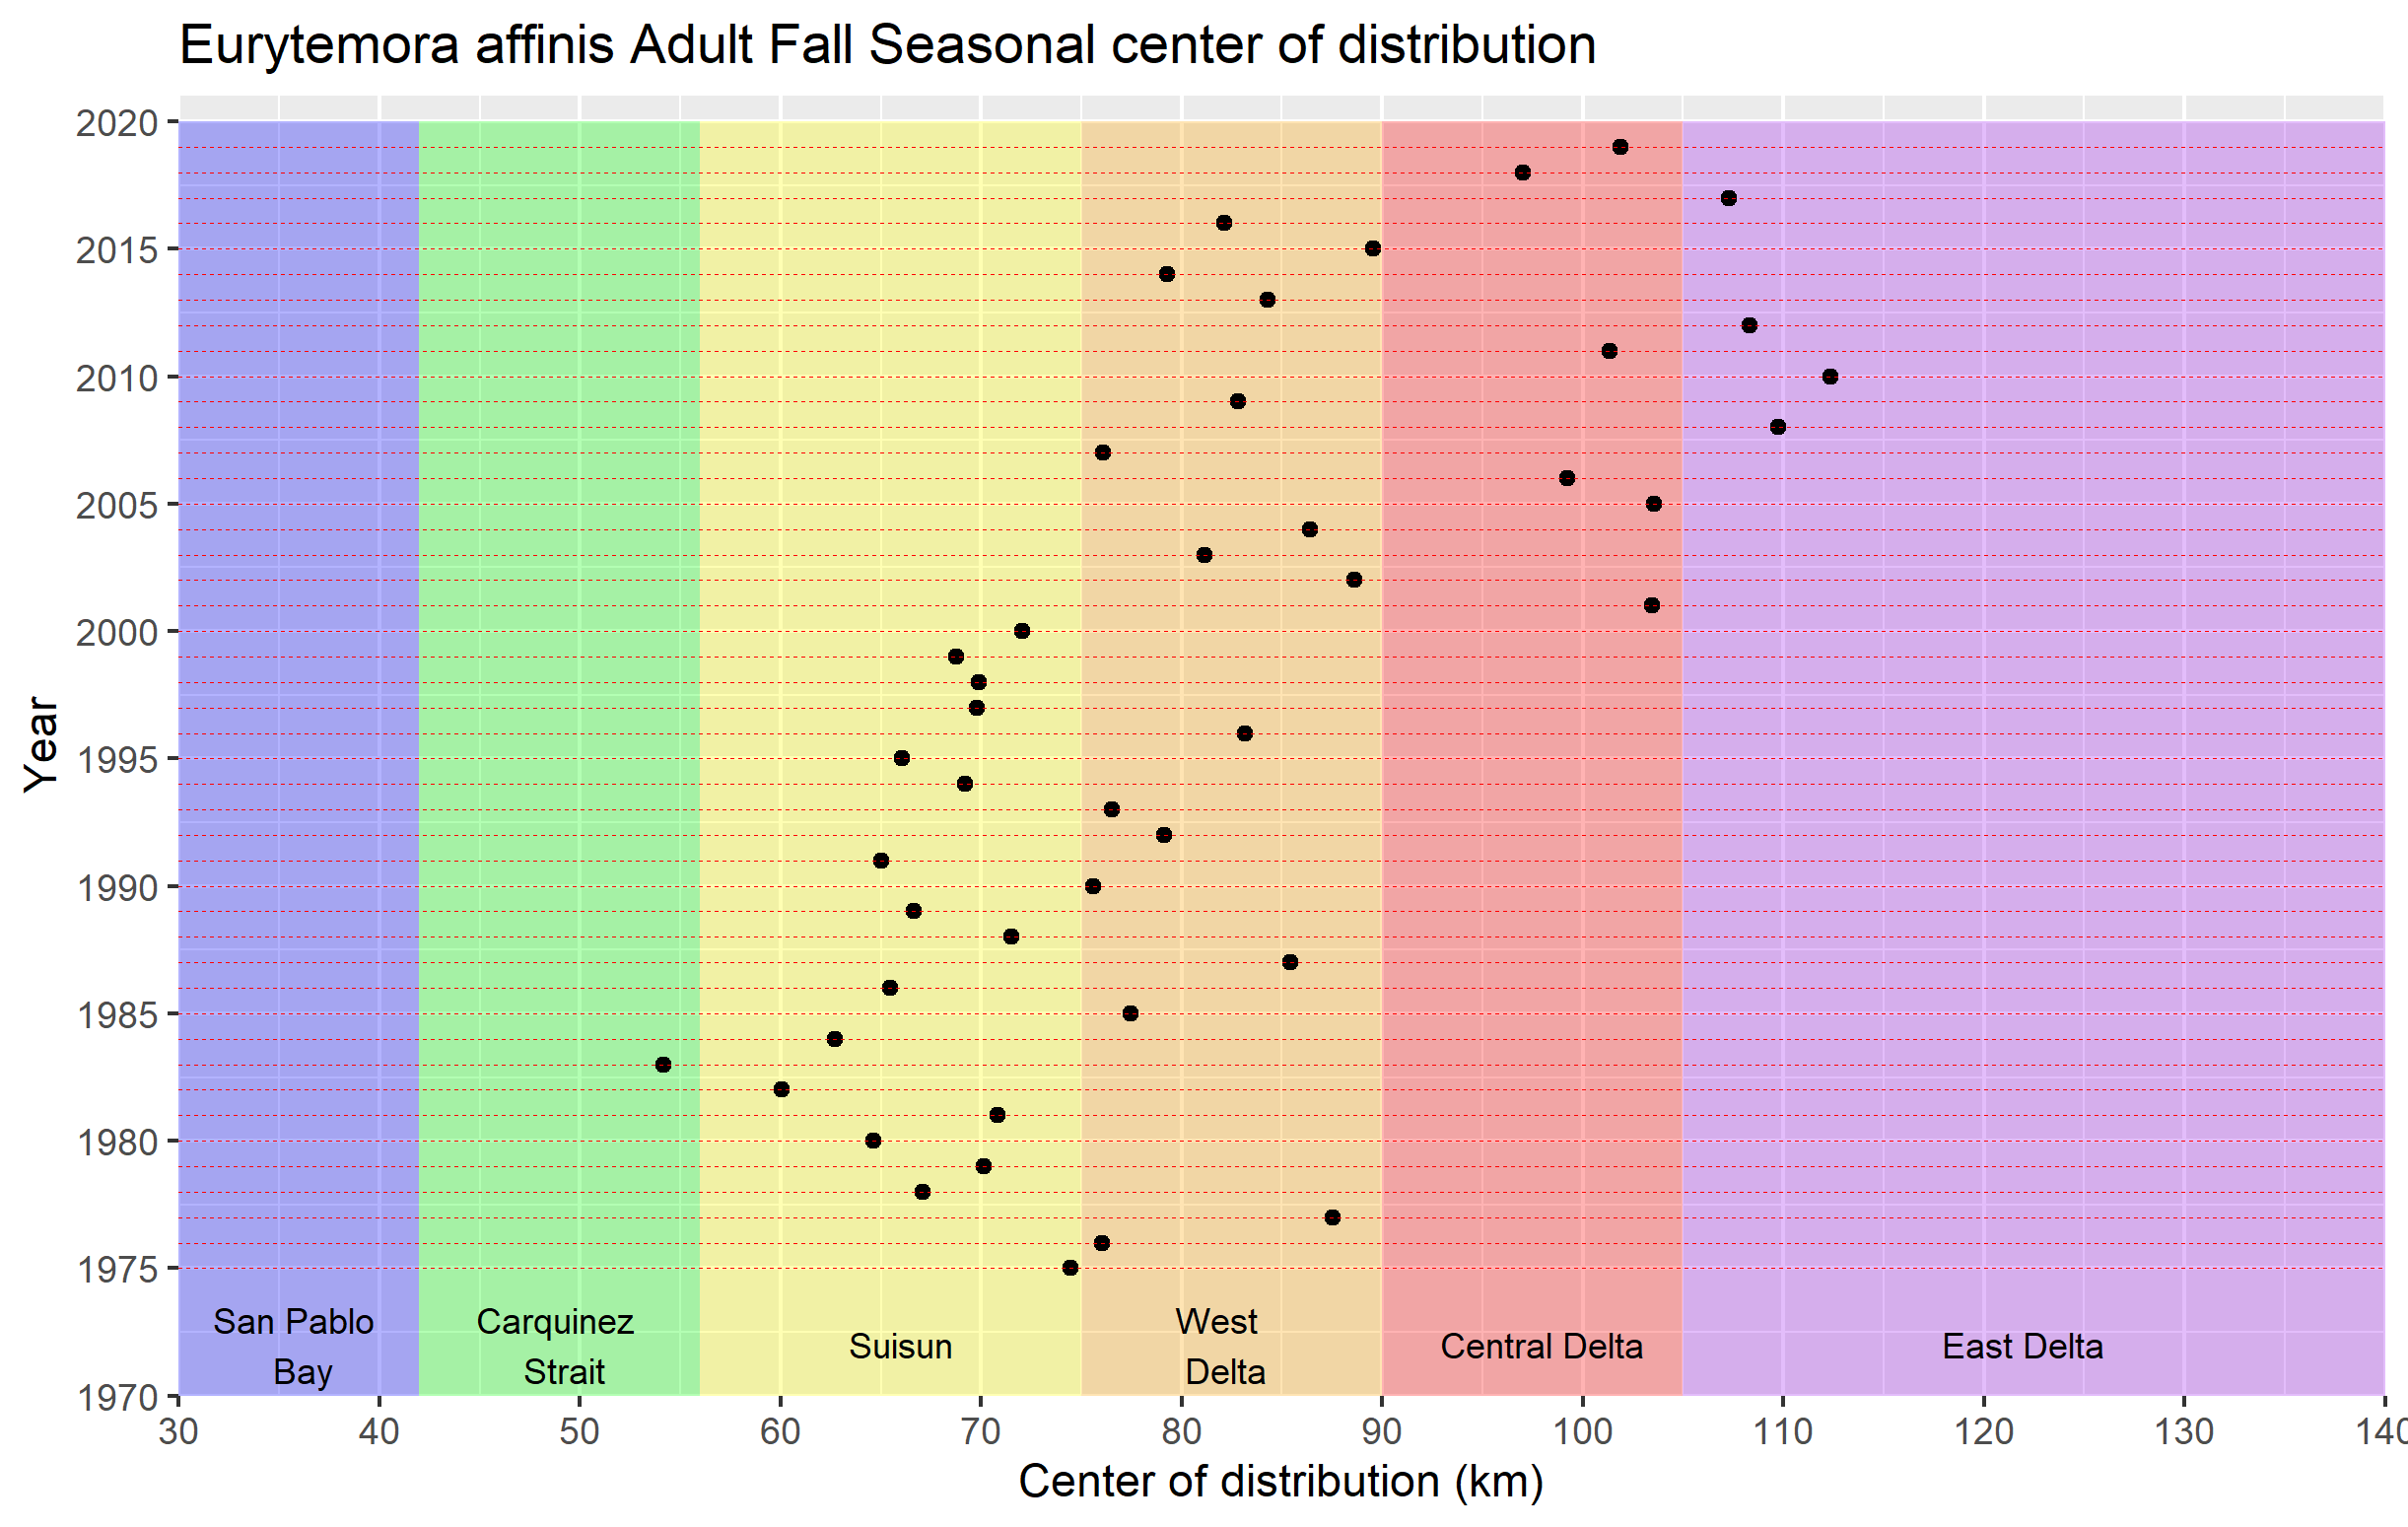 Eurytemora affinis Adult Fall Seasonal center of distribution
2020
2015
2010
2005
2000
1995
1990
1985
1980
1975
1970
Year
San Pablo
Bay
Carquinez
Strait
Suisun
West
Delta
Central Delta
East Delta
30 40 50 60 70 80 90 100 110 120 130 140
Center of distribution (km)